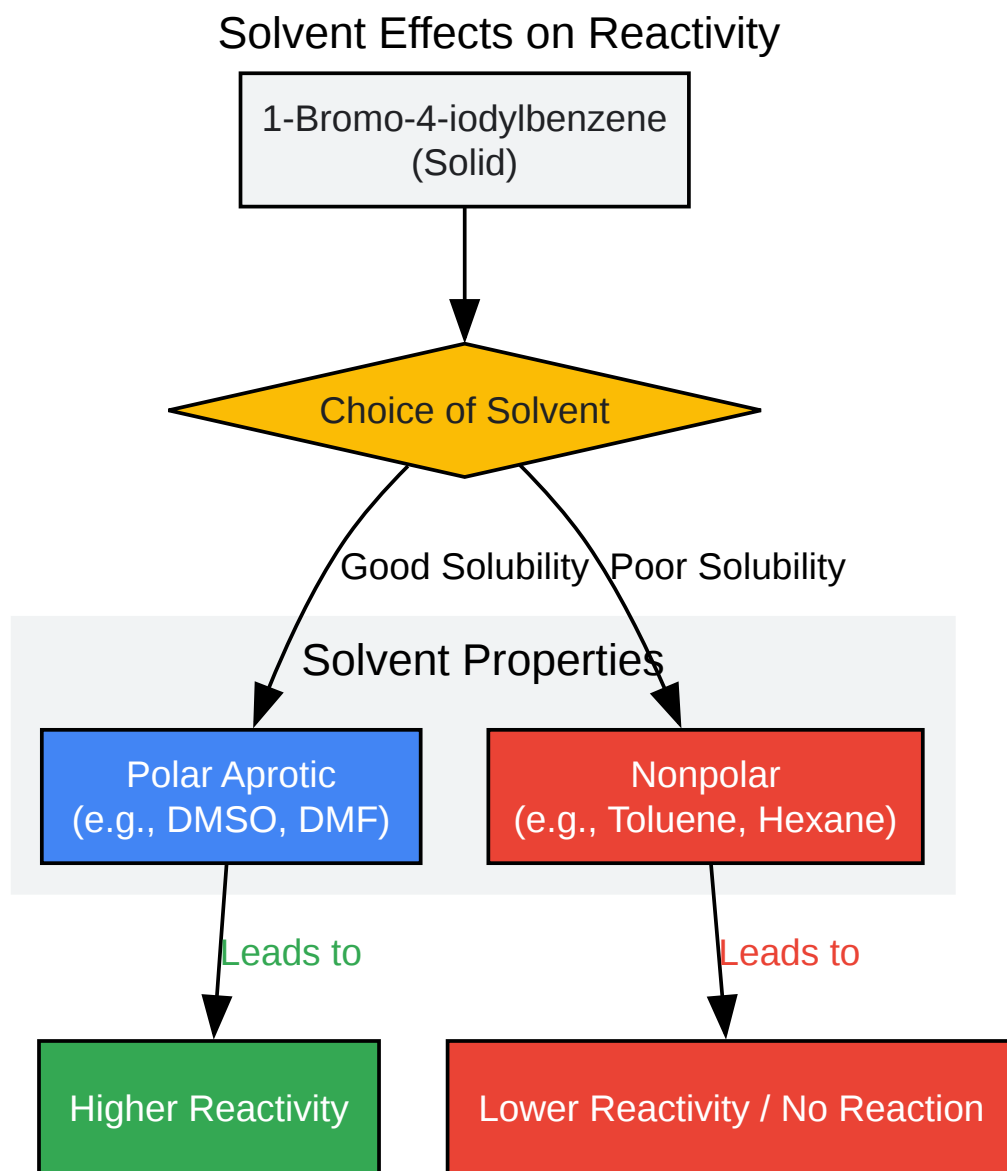 Solvent Effects on Reactivity
1-Bromo-4-iodylbenzene
(Solid)
Choice of Solvent
Good Solubility
Poor Solubility
Solvent Properties
Polar Aprotic
(e.g., DMSO, DMF)
Nonpolar
(e.g., Toluene, Hexane)
Leads to
Leads to
Higher Reactivity
Lower Reactivity / No Reaction